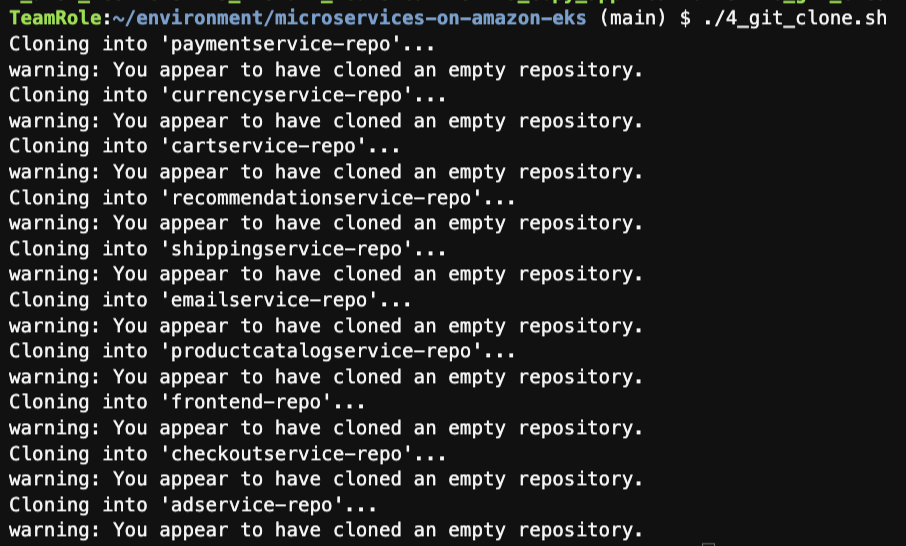 TeamRole:~/environment/microservices-on-amazon-eks (main) $ ./4_git_clone.sh
Cloning into 'paymentservice-repo'...
warning: You appear to have cloned an empty repository.
Cloning into 'currencyservice-repo'...
warning: You appear to have cloned an empty repository.
Cloning into 'cartservice-repo'...
warning: You appear to have cloned an empty repository.
Cloning into 'recommendationservice-repo'...
warning: You appear to have cloned an empty repository.
Cloning into 'shippingservice-repo'...
warning: You appear to have cloned an empty repository.
Cloning into 'emailservice-repo'...
warning: You appear to have cloned an empty repository.
Cloning into 'productcatalogservice-repo'...
warning: You appear to have cloned an empty repository.
Cloning into 'frontend-repo'...
warning: You appear to have cloned an empty repository.
Cloning into 'checkoutservice-repo'...
warning: You appear to have cloned an empty repository.
Cloning into 'adservice-repo'...
warning: You appear to have cloned an empty repository.